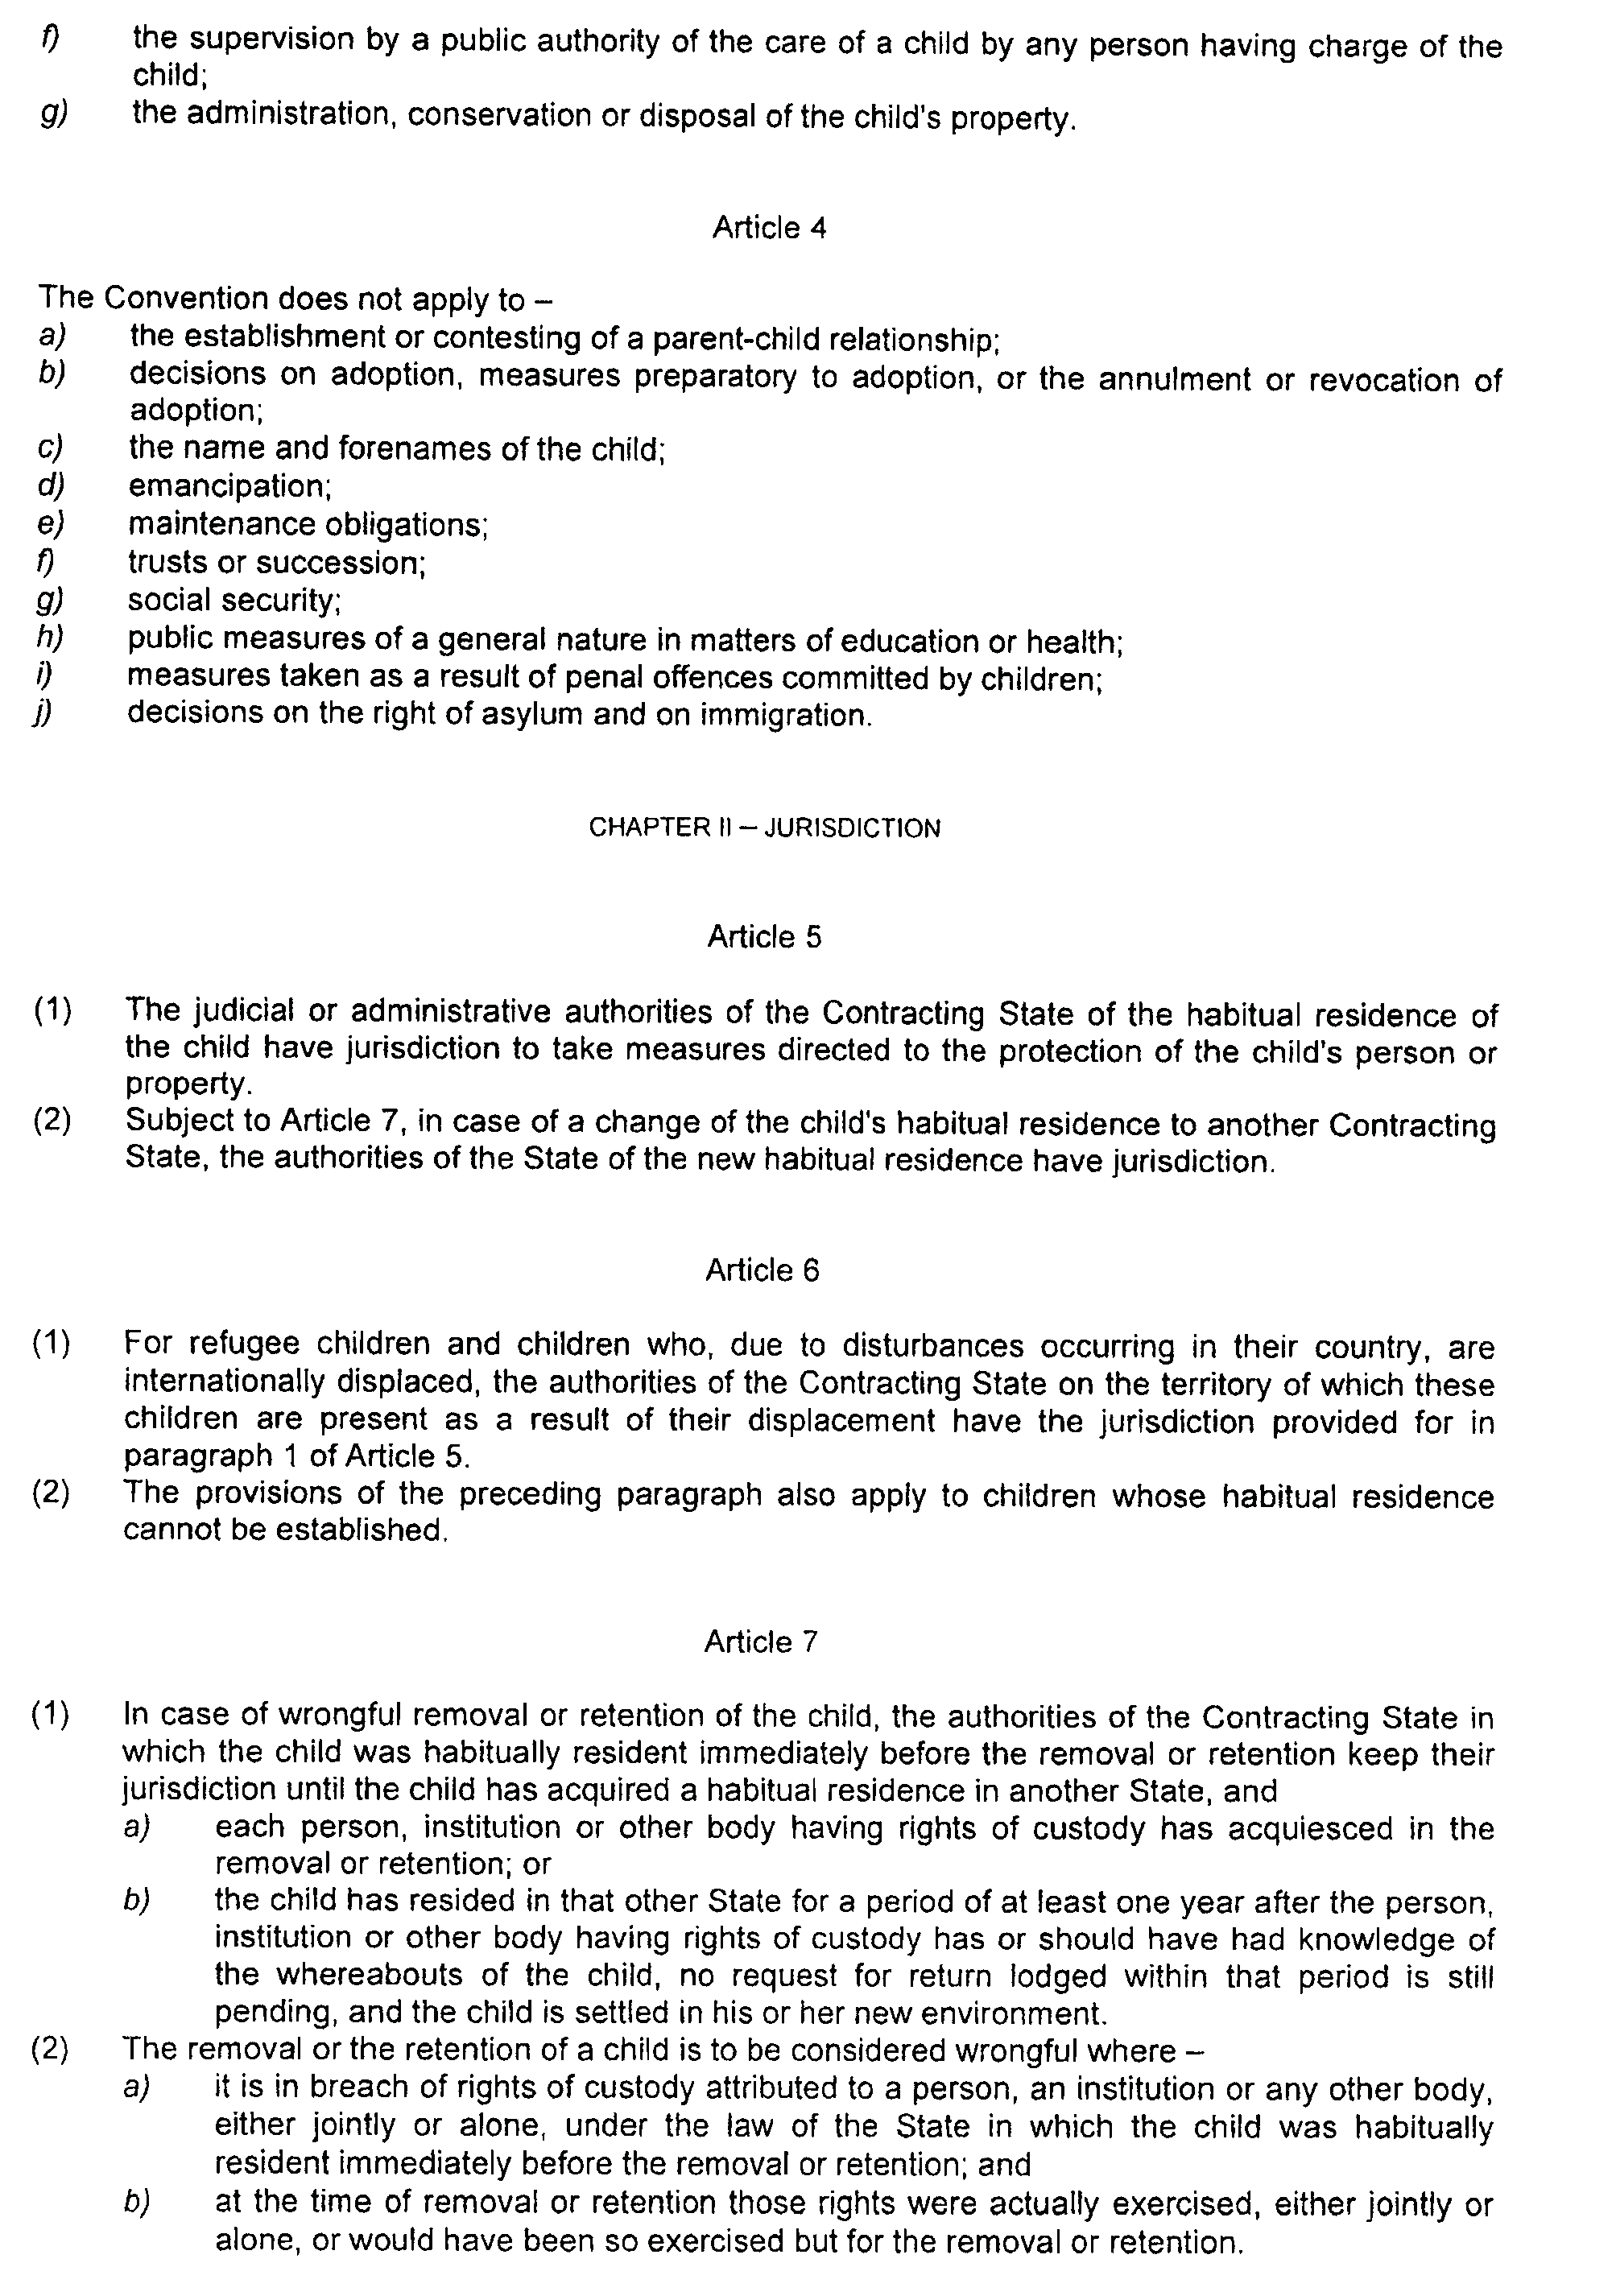 f) the supervision by a public authority of the care of a child by any person having charge of the
child;
g) the administration, conservation or disposal of the child's property.
Article 4
The Convention does not apply to –
a) the establishment or contesting of a parent-child relationship;
b) decisions on adoption, measures preparatory to adoption, or the annulment or revocation of
adoption;
c) the name and forenames of the child;
d) emancipation;
e) maintenance obligations;
f) trusts or succession;
g) social security;
h) public measures of a general nature in matters of education or health;
i) measures taken as a result of penal offences committed by children;
j) decisions on the right of asylum and on immigration.
CHAPTER II – JURISDICTION
Article 5
(1) The judicial or administrative authorities of the Contracting State of the habitual residence of
the child have jurisdiction to take measures directed to the protection of the child's person or
property.
(2) Subject to Article 7, in case of a change of the child's habitual residence to another Contracting
State, the authorities of the State of the new habitual residence have jurisdiction.
Article 6
(1) For refugee children and children who, due to disturbances occurring in their country, are
internationally displaced, the authorities of the Contracting State on the territory of which these
children are present as a result of their displacement have the jurisdiction provided for in
paragraph 1 of Article 5.
(2) The provisions of the preceding paragraph also apply to children whose habitual residence
cannot be established.
Article 7
(1) In case of wrongful removal or retention of the child, the authorities of the Contracting State in
which the child was habitually resident immediately before the removal or retention keep their
jurisdiction until the child has acquired a habitual residence in another State, and
a) each person, institution or other body having rights of custody has acquiesced in the
removal or retention; or
b) the child has resided in that other State for a period of at least one year after the person,
institution or other body having rights of custody has or should have had knowledge of
the whereabouts of the child, no request for return lodged within that period is still
pending, and the child is settled in his or her new environment.
(2) The removal or the retention of a child is to be considered wrongful where –
a) it is in breach of rights of custody attributed to a person, an institution or any other body,
either jointly or alone, under the law of the State in which the child was habitually
resident immediately before the removal or retention; and
b) at the time of removal or retention those rights were actually exercised, either jointly or
alone, or would have been so exercised but for the removal or retention.